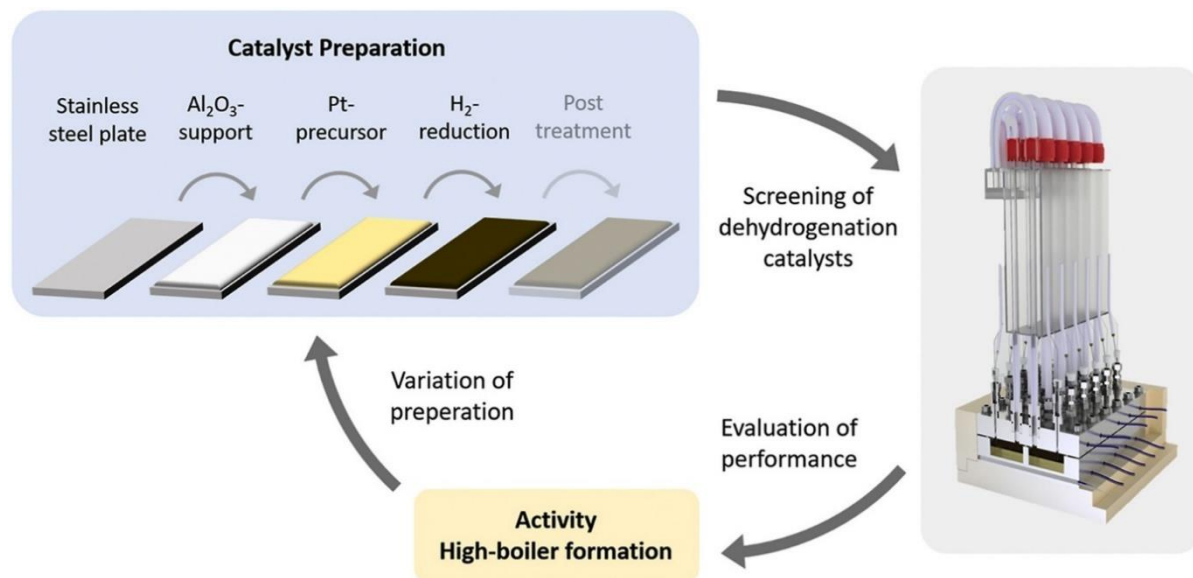 Catalyst Preparation
Stainless
steel plate
Al₂O₃-
support
Pt-
precursor
H₂-
reduction
Post
treatment
Screening of
dehydrogenation
catalysts
Variation of
preperation
Evaluation of
performance
Activity
High-boiler formation